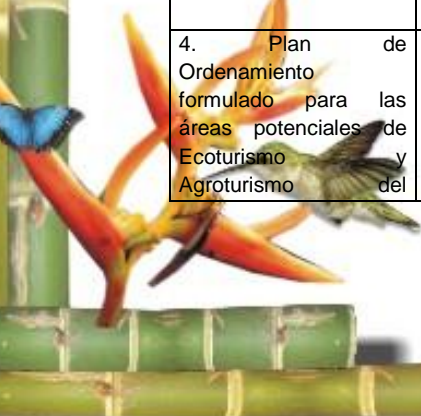 4. Plan de
Ordenamiento
formulado para las
áreas potenciales de
Ecoturismo y
Agroturismo del